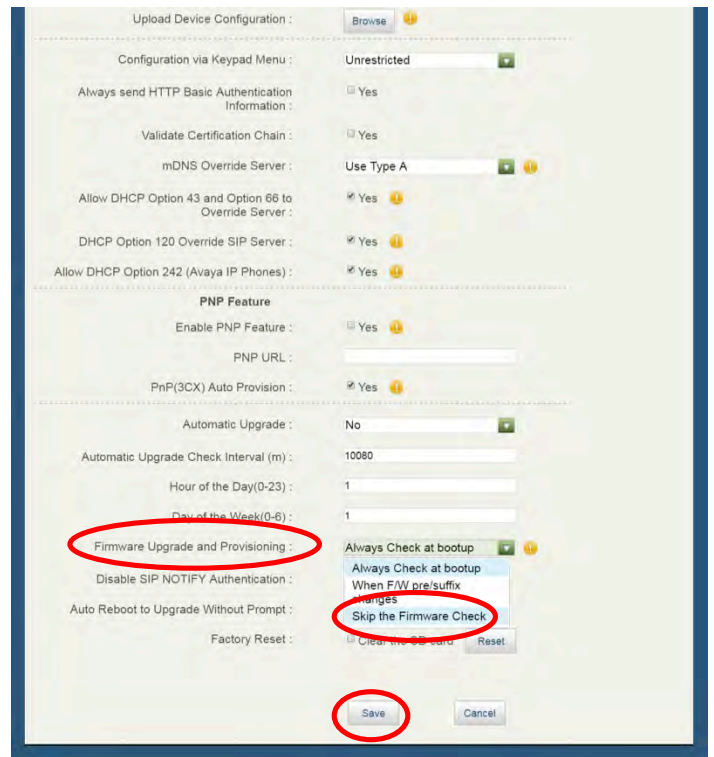 Upload Device Configuration :
Browse
Configuration via Keypad Menu :
Unrestricted
Always send HTTP Basic Authentication
Information :
Yes
Validate Certification Chain :
Yes
mDNS Override Server :
Use Type A
Allow DHCP Option 43 and Option 66 to
Override Server :
Yes
DHCP Option 120 Override SIP Server :
Yes
Allow DHCP Option 242 (Avaya IP Phones) :
Yes
PNP Feature
Enable PNP Feature :
Yes
PNP URL :
PnP(3CX) Auto Provision :
Yes
Automatic Upgrade :
No
Automatic Upgrade Check Interval (m) :
10080
Hour of the Day(0-23) :
1
Day of the Week(0-6) :
1
Firmware Upgrade and Provisioning :
Always Check at bootup
Always Check at bootup
Disable SIP NOTIFY Authentication :
When F/W pre/suffix
changes
Auto Reboot to Upgrade Without Prompt :
Skip the Firmware Check
Factory Reset :
Clear the SD card
Reset
Save
Cancel